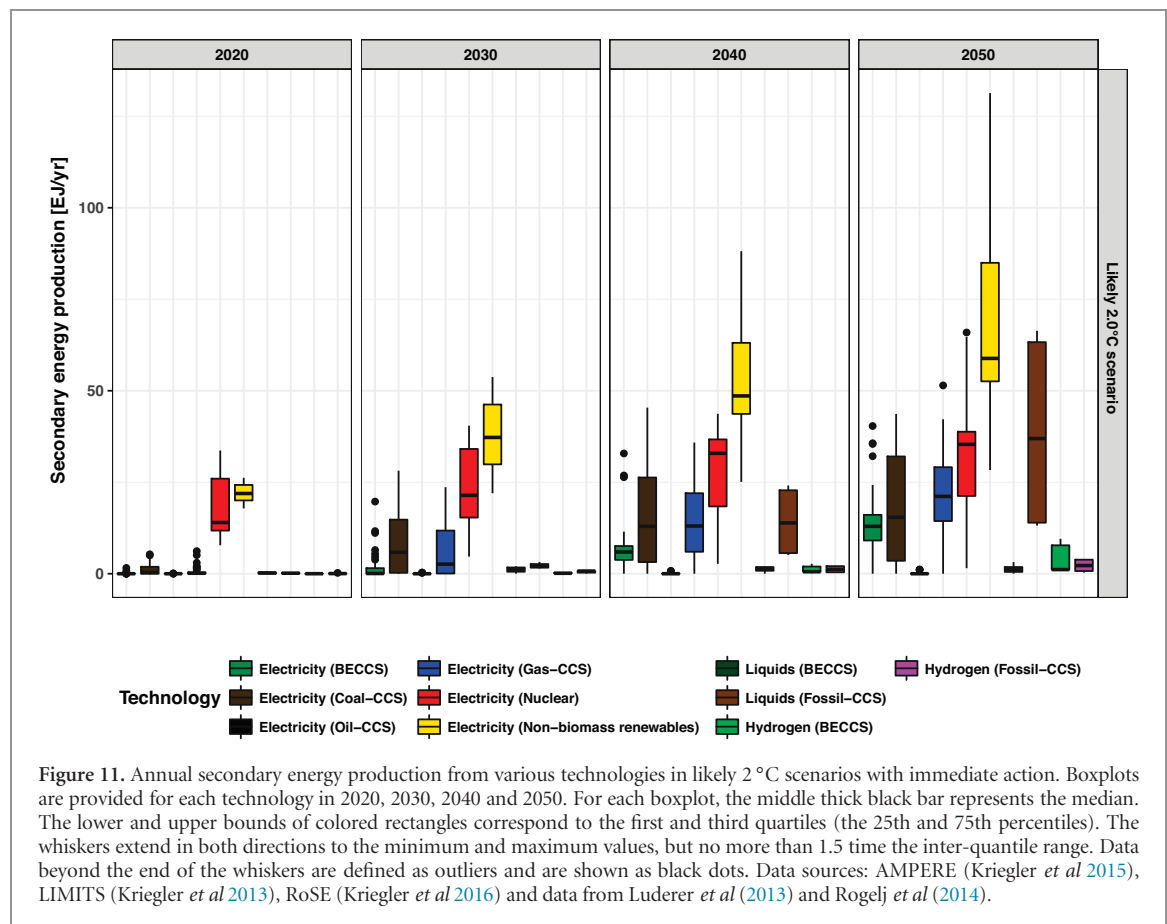 2020 2030 2040 2050
Secondary energy production [EJ/yr]
100
50
0
Likely 2.0°C scenario
Technology
Electricity (BECCS) Electricity (Gas−CCS) Liquids (BECCS) Hydrogen (Fossil−CCS)
Electricity (Coal−CCS) Electricity (Nuclear) Liquids (Fossil−CCS)
Electricity (Oil−CCS) Electricity (Non−biomass renewables) Hydrogen (BECCS)
Figure 11. Annual secondary energy production from various technologies in likely 2 °C scenarios with immediate action. Boxplots
are provided for each technology in 2020, 2030, 2040 and 2050. For each boxplot, the middle thick black bar represents the median.
The lower and upper bounds of colored rectangles correspond to the first and third quartiles (the 25th and 75th percentiles). The
whiskers extend in both directions to the minimum and maximum values, but no more than 1.5 time the inter-quantile range. Data
beyond the end of the whiskers are defined as outliers and are shown as black dots. Data sources: AMPERE (Kriegler et al 2015),
LIMITS (Kriegler et al 2013), RoSE (Kriegler et al 2016) and data from Luderer et al (2013) and Rogelj et al (2014).